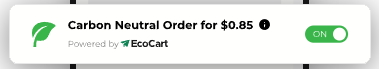 Carbon Neutral Order for $0.85 i
Powered by EcoCart
ON